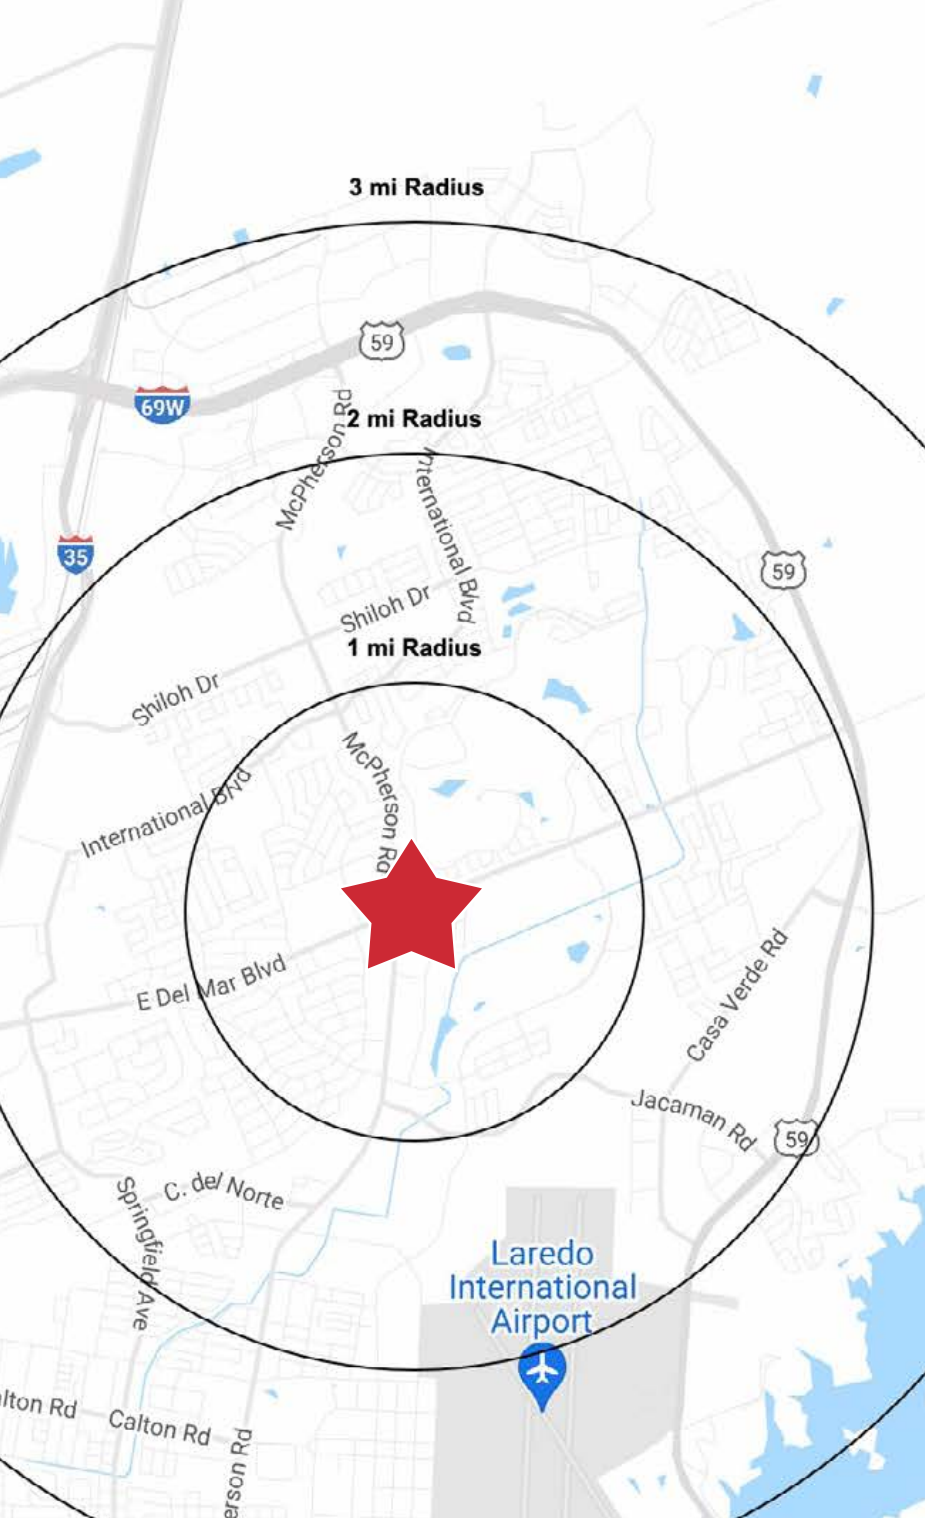 3 mi Radius
59
69W
McPherson Rd
2 mi Radius
International Blvd
35
59
Shiloh Dr
1 mi Radius
Shiloh Dr
McPherson Rd
International Blvd
E Del Mar Blvd
Casa Verde Rd
Jacaman Rd
59
C. del Norte
Springfield Ave
Laredo
International
Airport
alton Rd
Calton Rd
erson Rd